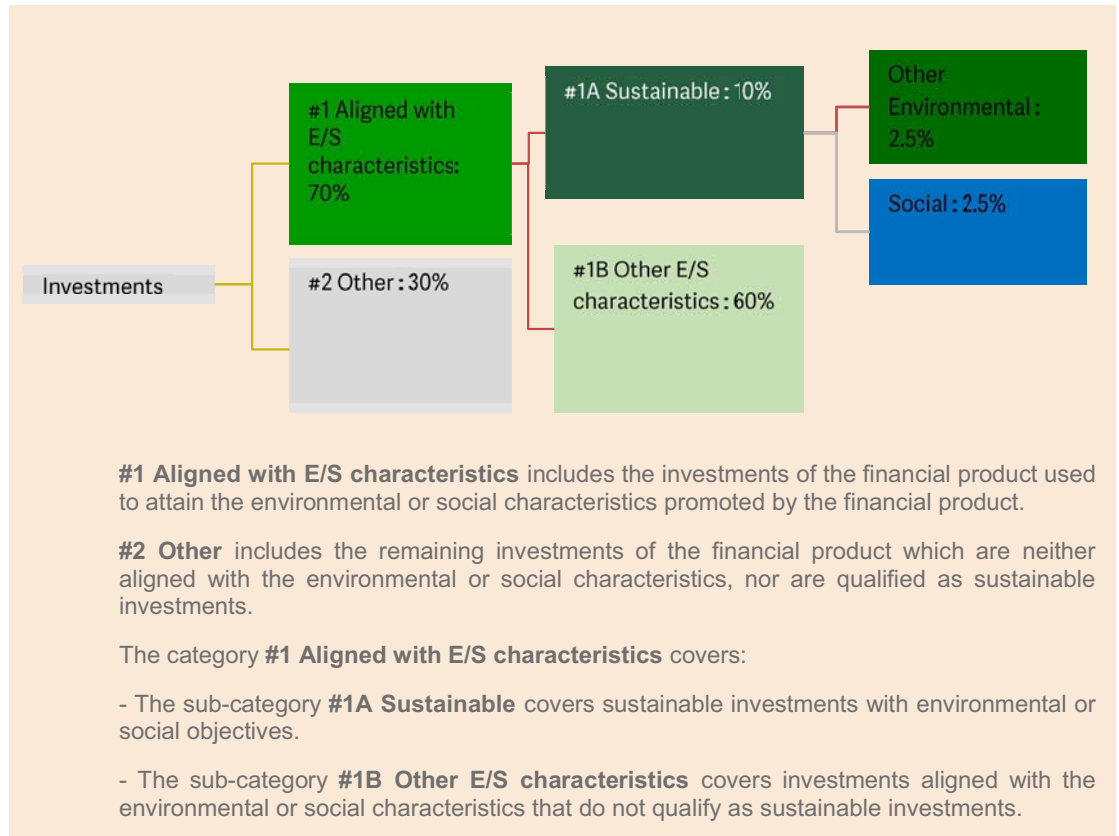 Investments
#1 Aligned with
E/S
characteristics:
70%
#2 Other : 30%
#1A Sustainable : 10%
#1B Other E/S
characteristics : 60%
Other
Environmental :
2.5%
Social : 2.5%
#1 Aligned with E/S characteristics includes the investments of the financial product used
to attain the environmental or social characteristics promoted by the financial product.
#2 Other includes the remaining investments of the financial product which are neither
aligned with the environmental or social characteristics, nor are qualified as sustainable
investments.
The category #1 Aligned with E/S characteristics covers:
- The sub-category #1A Sustainable covers sustainable investments with environmental or
social objectives.
- The sub-category #1B Other E/S characteristics covers investments aligned with the
environmental or social characteristics that do not qualify as sustainable investments.